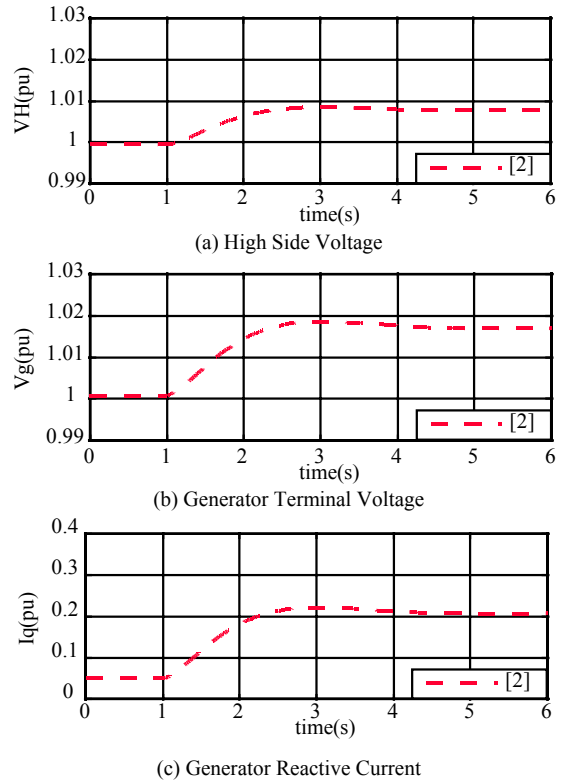 1.03
1.02
1.01
1
0.99
VH(pu)
[2]
0 1 2 3 4 5 6
time(s)
(a) High Side Voltage
1.03
1.02
1.01
1
0.99
Vg(pu)
[2]
0 1 2 3 4 5 6
time(s)
(b) Generator Terminal Voltage
0.4
0.3
0.2
0.1
0
Iq(pu)
[2]
0 1 2 3 4 5 6
time(s)
(c) Generator Reactive Current